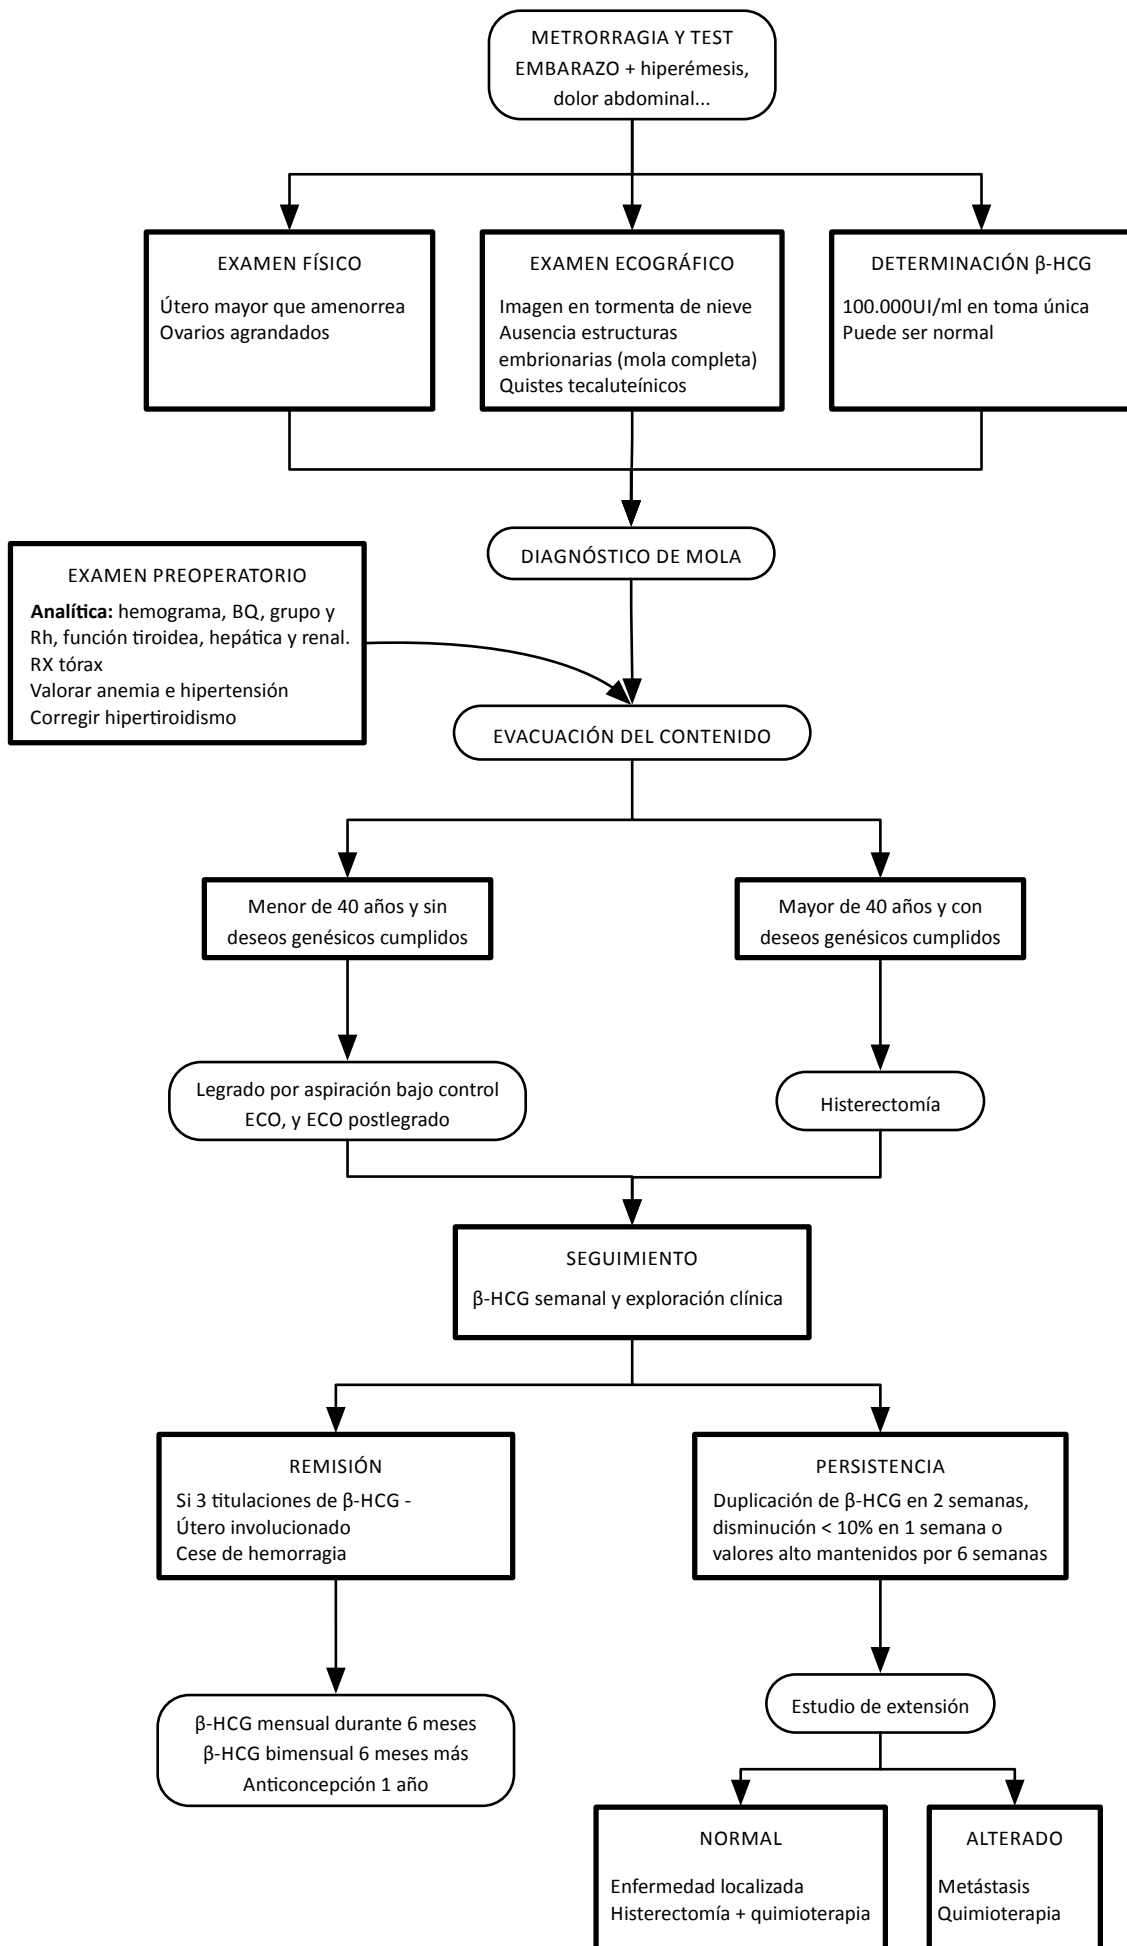 METRORRAGIA Y TEST
EMBARAZO + hiperémesis,
dolor abdominal...
EXAMEN FÍSICO
Útero mayor que amenorrea
Ovarios agrandados
EXAMEN ECOGRÁFICO
Imagen en tormenta de nieve
Ausencia estructuras
embrionarias (mola completa)
Quistes tecaluteínicos
DETERMINACIÓN β-HCG
100.000UI/ml en toma única
Puede ser normal
DIAGNÓSTICO DE MOLA
EXAMEN PREOPERATORIO
Analítica: hemograma, BQ, grupo y
Rh, función tiroidea, hepática y renal.
RX tórax
Valorar anemia e hipertensión
Corregir hipertiroidismo
EVACUACIÓN DEL CONTENIDO
Menor de 40 años y sin
deseos genésicos cumplidos
Mayor de 40 años y con
deseos genésicos cumplidos
Legrado por aspiración bajo control
ECO, y ECO postlegrado
Histerectomía
SEGUIMIENTO
β-HCG semanal y exploración clínica
REMISIÓN
Si 3 titulaciones de β-HCG -
Útero involucionado
Cese de hemorragia
PERSISTENCIA
Duplicación de β-HCG en 2 semanas,
disminución < 10% en 1 semana o
valores alto mantenidos por 6 semanas
β-HCG mensual durante 6 meses
β-HCG bimensual 6 meses más
Anticoncepción 1 año
Estudio de extensión
NORMAL
Enfermedad localizada
Histerectomía + quimioterapia
ALTERADO
Metástasis
Quimioterapia